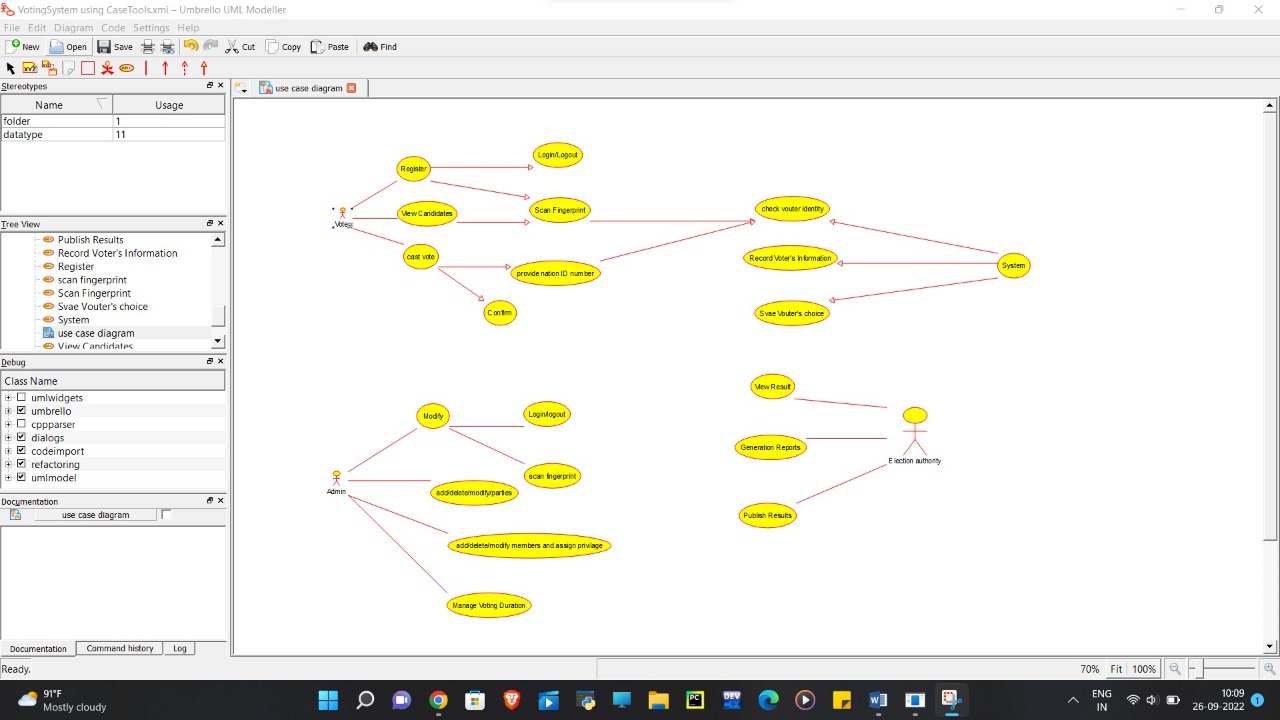 VotingSystem using CaseTools.xmi – Umbrello UML Modeller
File Edit Diagram Code Settings Help
New Open Save Cut Copy Paste Find
Stereotypes
Name Usage
folder 1
datatype 11
Tree View
Publish Results
Record Voter's Information
Register
scan fingerprint
Scan Fingerprint
Svae Vouter's choice
System
use case diagram
View Candidates
Debug
Class Name
umlwidgets
umbrello
cppparser
dialogs
codeimport
refactoring
umlmodel
Documentation
use case diagram
Documentation Command history Log
Ready.
use case diagram
Login/Logout
Register
View Candidates
Scan Fingerprint
cast vote
provide nation ID number
Confirm
check vouter identity
Record Voter's Information
Svae Vouter's choice
System
Modify
Login/logout
scan fingerprint
Admin
add/delete/modify/parties
add/delete/modify members and assign privilage
Manage Voting Duration
View Result
Generation Reports
Election authority
Publish Results
70% Fit 100%
91°F
Mostly cloudy
PC
DEV
ENG
IN
10:09
26-09-2022
1